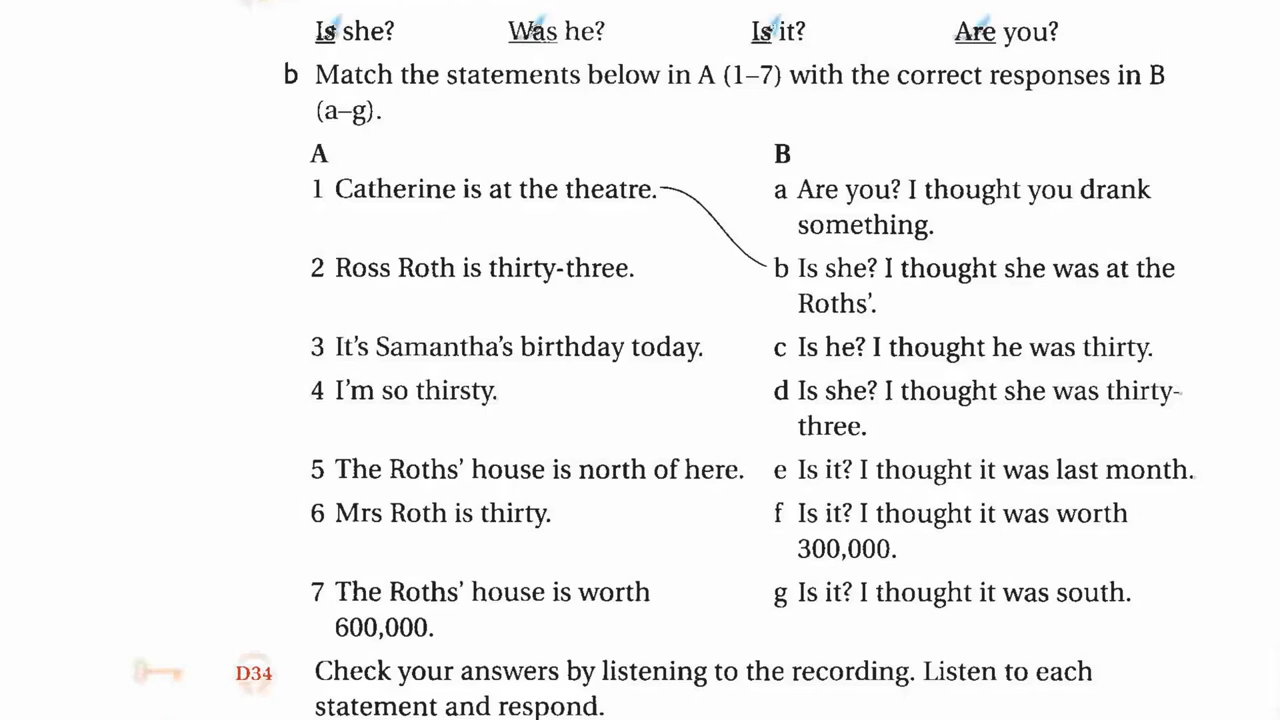 Is she? Was he? Is it? Are you?
b Match the statements below in A (1–7) with the correct responses in B
(a–g).
A
1 Catherine is at the theatre.
2 Ross Roth is thirty-three.
3 It's Samantha's birthday today.
4 I'm so thirsty.
5 The Roths' house is north of here.
6 Mrs Roth is thirty.
7 The Roths' house is worth
600,000.
B
a Are you? I thought you drank
something.
b Is she? I thought she was at the
Roths'.
c Is he? I thought he was thirty.
d Is she? I thought she was thirty-
three.
e Is it? I thought it was last month.
f Is it? I thought it was worth
300,000.
g Is it? I thought it was south.
D34 Check your answers by listening to the recording. Listen to each
statement and respond.